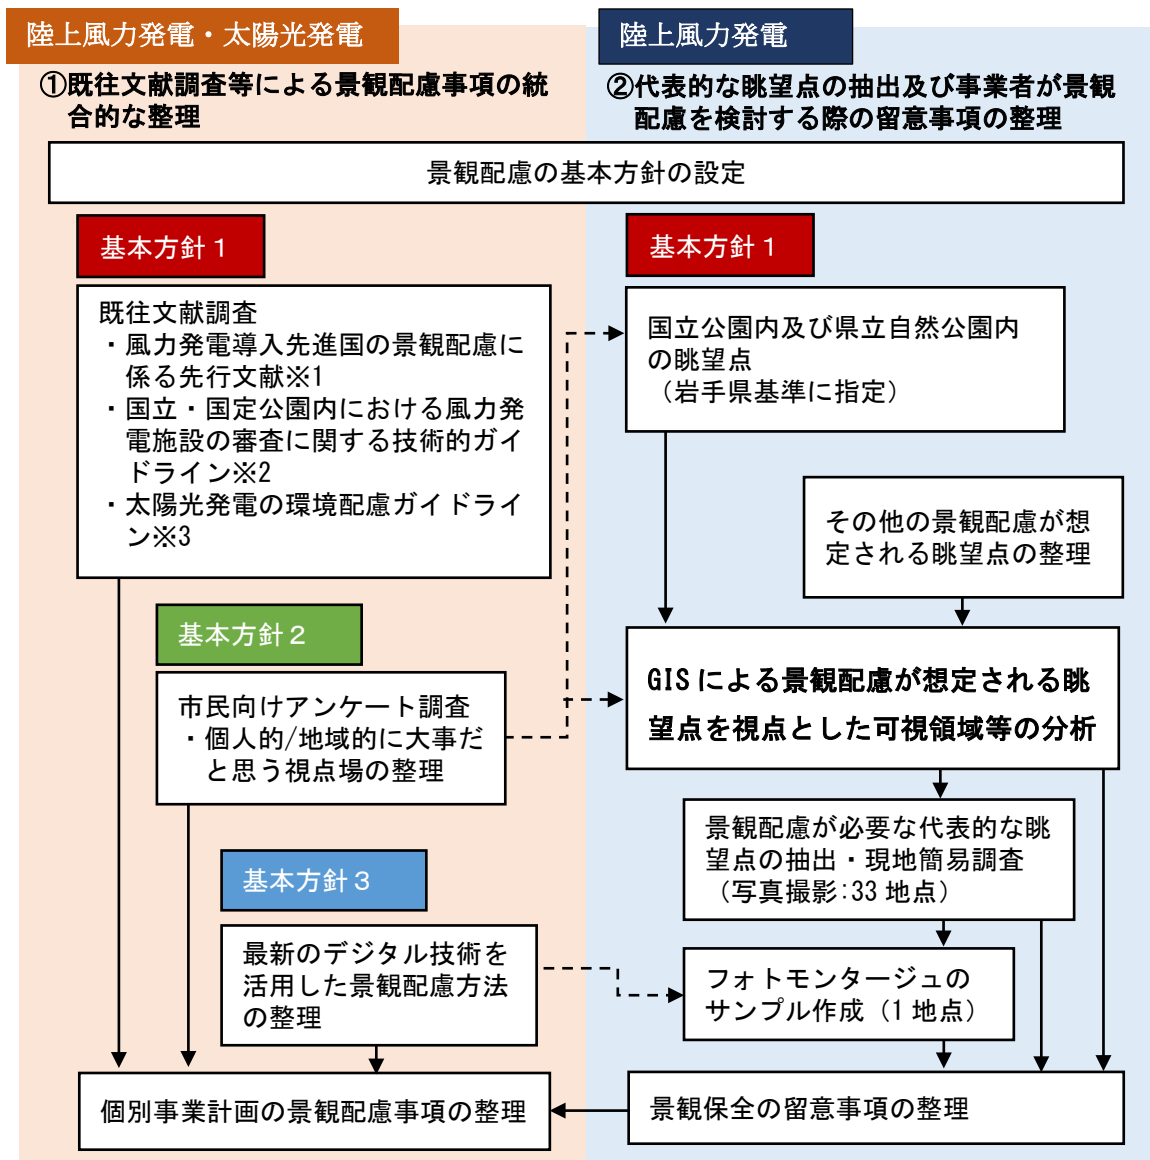 陸上風力発電・太陽光発電
①既往文献調査等による景観配慮事項の統
合的な整理
陸上風力発電
②代表的な眺望点の抽出及び事業者が景観
配慮を検討する際の留意事項の整理
景観配慮の基本方針の設定
基本方針１
既往文献調査
・風力発電導入先進国の景観配慮に
係る先行文献※1
・国立・国定公園内における風力発
電施設の審査に関する技術的ガイ
ドライン※2
・太陽光発電の環境配慮ガイドライ
ン※3
基本方針２
市民向けアンケート調査
・個人的/地域的に大事だ
と思う視点場の整理
基本方針３
最新のデジタル技術を
活用した景観配慮方法
の整理
個別事業計画の景観配慮事項の整理
基本方針１
国立公園内及び県立自然公園内
の眺望点
（岩手県基準に指定）
その他の景観配慮が想
定される眺望点の整理
GISによる景観配慮が想定される眺
望点を視点とした可視領域等の分析
景観配慮が必要な代表的な眺
望点の抽出・現地簡易調査
（写真撮影:33 地点）
フォトモンタージュの
サンプル作成（1 地点）
景観保全の留意事項の整理